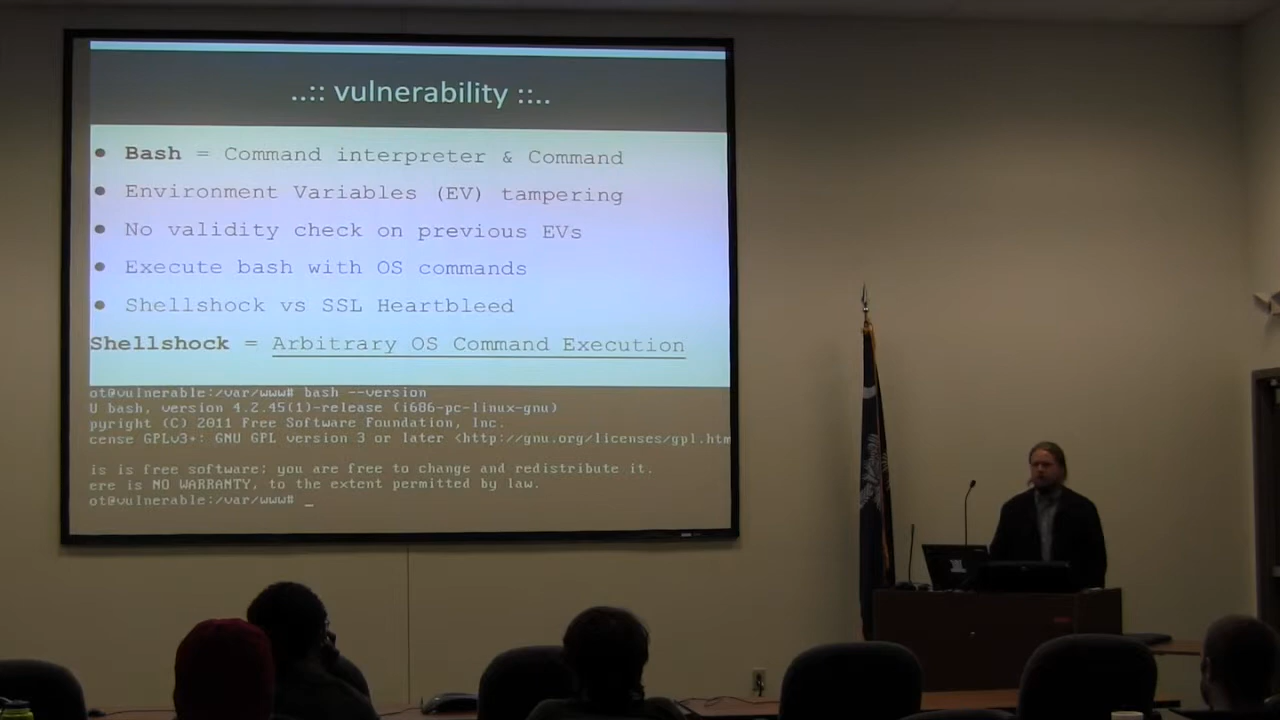 ..:: vulnerability ::..
• Bash = Command interpreter & Command
• Environment Variables (EV) tampering
• No validity check on previous EVs
• Execute bash with OS commands
• Shellshock vs SSL Heartbleed
Shellshock = Arbitrary OS Command Execution
ot@vulnerable:/var/www# bash --version
U bash, version 4.2.45(1)-release (i686-pc-linux-gnu)
pyright (C) 2011 Free Software Foundation, Inc.
cense GPLv3+: GNU GPL version 3 or later <http://gnu.org/licenses/gpl.htm
is is free software; you are free to change and redistribute it.
ere is NO WARRANTY, to the extent permitted by law.
ot@vulnerable:/var/www# _